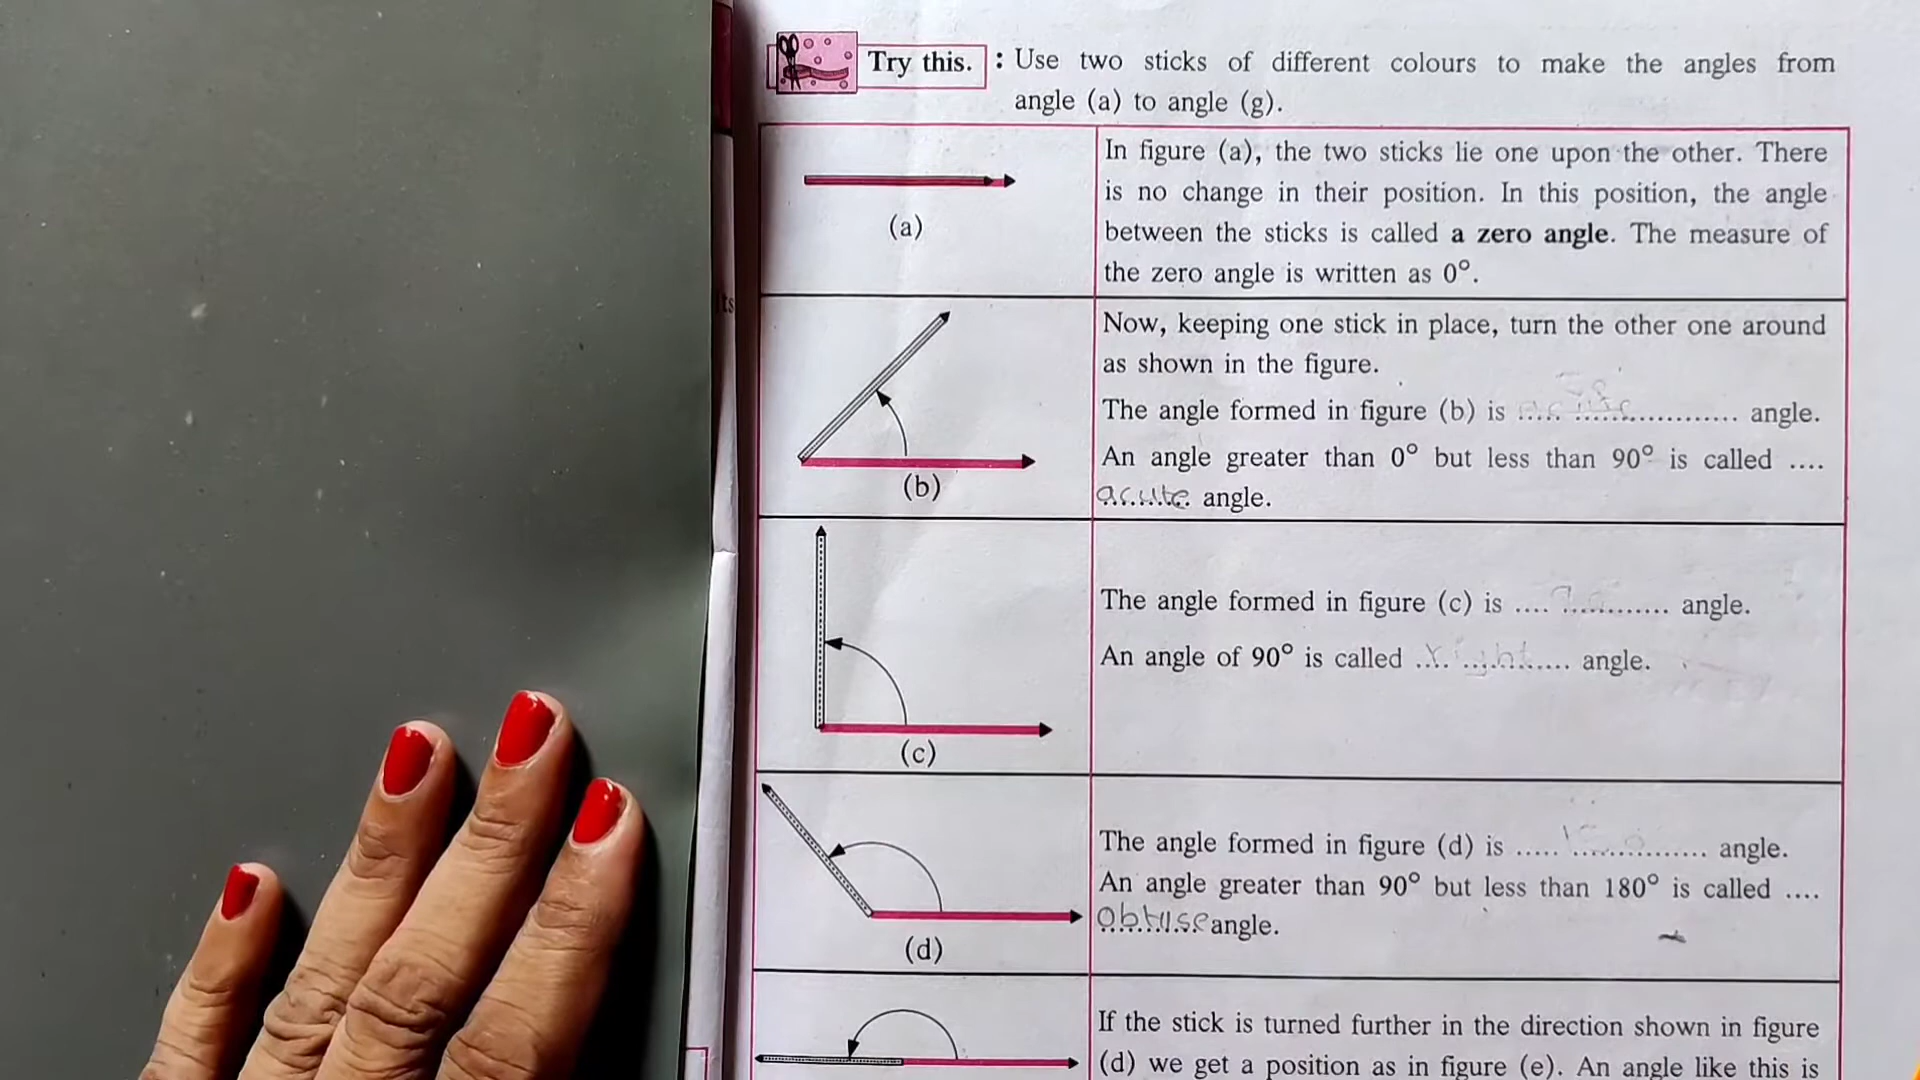 Try this. : Use two sticks of different colours to make the angles from
angle (a) to angle (g).
(a)
In figure (a), the two sticks lie one upon the other. There
is no change in their position. In this position, the angle
between the sticks is called a zero angle. The measure of
the zero angle is written as 0°.
(b)
Now, keeping one stick in place, turn the other one around
as shown in the figure.
The angle formed in figure (b) is .................... angle.
An angle greater than 0° but less than 90° is called ....
acute angle.
(c)
The angle formed in figure (c) is .................... angle.
An angle of 90° is called .... right .... angle.
(d)
The angle formed in figure (d) is .................... angle.
An angle greater than 90° but less than 180° is called ....
obtuse angle.
If the stick is turned further in the direction shown in figure
(d) we get a position as in figure (e). An angle like this is